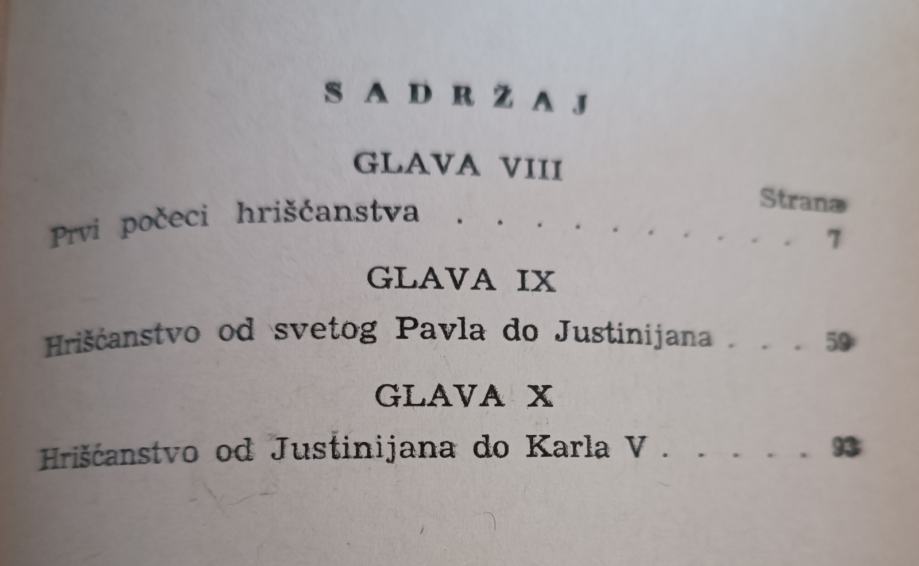 SADRŽAJ
GLAVA VIII
Strana
Prvi počeci hrišćanstva . . . . . . . . . 7
GLAVA IX
Hrišćanstvo od svetog Pavla do Justinijana . . . 59
GLAVA X
Hrišćanstvo od Justinijana do Karla V . . . . . 93